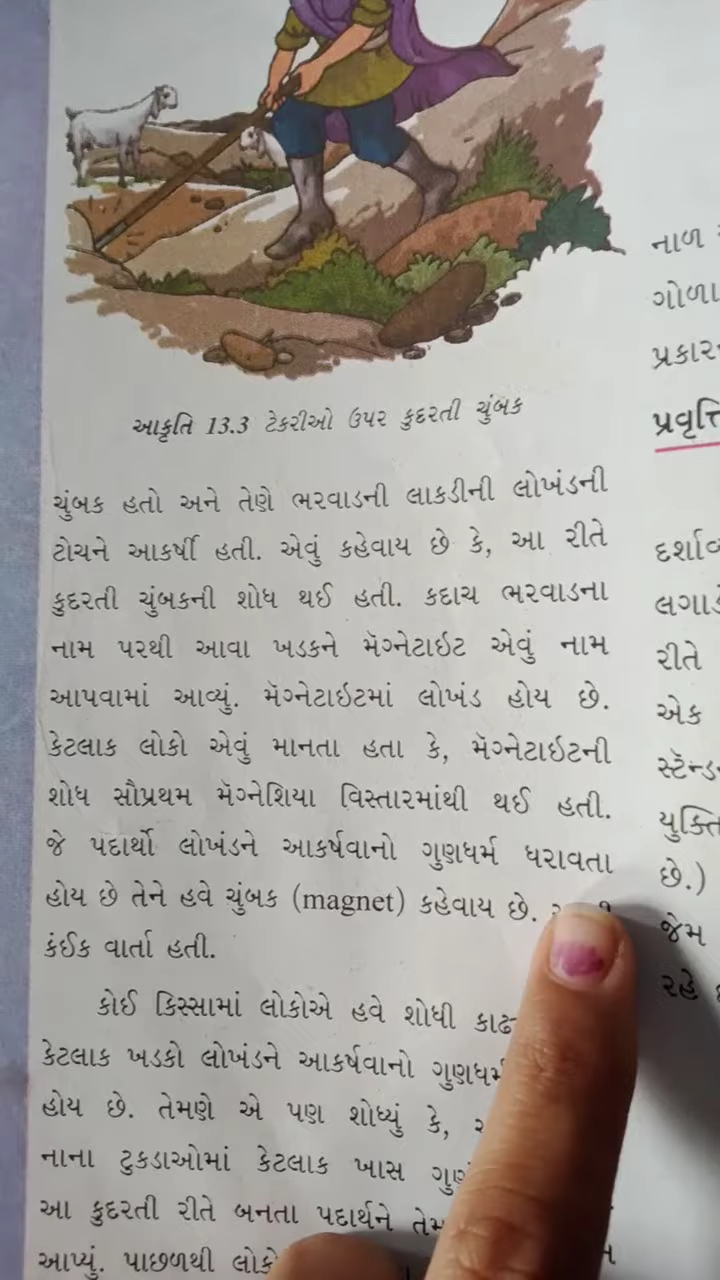 આકૃતિ 13.3 ટેકરીઓ ઉપર કુદરતી ચુંબક
ચુંબક હતો અને તેણે ભરવાડની લાકડીની લોખંડની
ટોચને આકર્ષી હતી. એવું કહેવાય છે કે, આ રીતે
કુદરતી ચુંબકની શોધ થઈ હતી. કદાચ ભરવાડના
નામ પરથી આવા ખડકને મૅગ્નેટાઇટ એવું નામ
આપવામાં આવ્યું. મૅગ્નેટાઇટમાં લોખંડ હોય છે.
કેટલાક લોકો એવું માનતા હતા કે, મૅગ્નેટાઇટની
શોધ સૌપ્રથમ મૅગ્નેશિયા વિસ્તારમાંથી થઈ હતી.
જે પદાર્થો લોખંડને આકર્ષવાનો ગુણધર્મ ધરાવતા
હોય છે તેને હવે ચુંબક (magnet) કહેવાય છે.
કંઈક વાર્તા હતી.
કોઈ કિસ્સામાં લોકોએ હવે શોધી
કેટલાક ખડકો લોખંડને આકર્ષવાનો
હોય છે. તેમણે એ પણ શોધ્યું કે,
નાના ટુકડાઓમાં કેટલાક ખાસ
આ કુદરતી રીતે બનતા પદાર્થને
આપ્યું. પાછળથી
નાળ
દર્શાવ
રીતે
એક
છે.)
જેમ
રહે